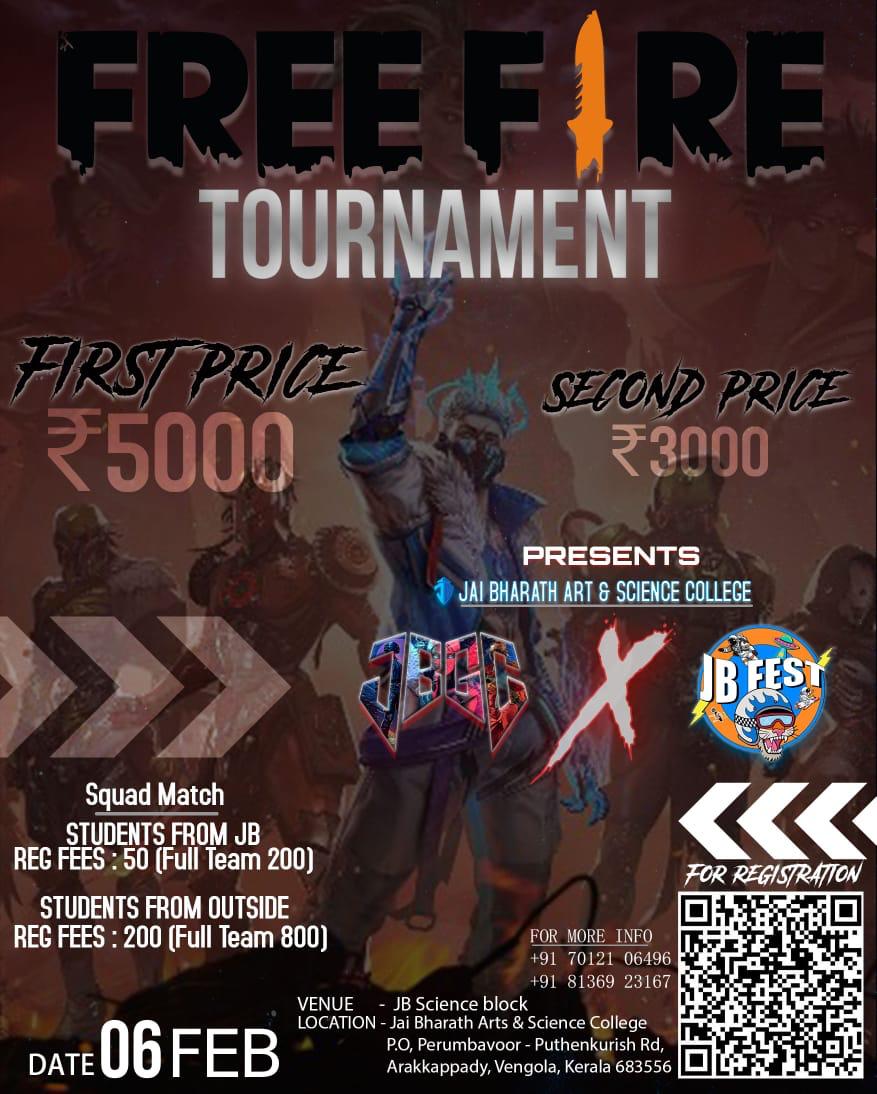 FREE FIRE
TOURNAMENT
FIRST PRICE
₹5000
SECOND PRICE
₹3000
PRESENTS
JAI BHARATH ART & SCIENCE COLLEGE
JBGC X JB FEST
Squad Match
STUDENTS FROM JB
REG FEES : 50 (Full Team 200)
STUDENTS FROM OUTSIDE
REG FEES : 200 (Full Team 800)
FOR REGISTRATION
FOR MORE INFO
+91 70121 06496
+91 81369 23167
VENUE - JB Science block
LOCATION - Jai Bharath Arts & Science College
P.O, Perumbavoor - Puthenkurish Rd,
Arakkappady, Vengola, Kerala 683556
DATE 06 FEB